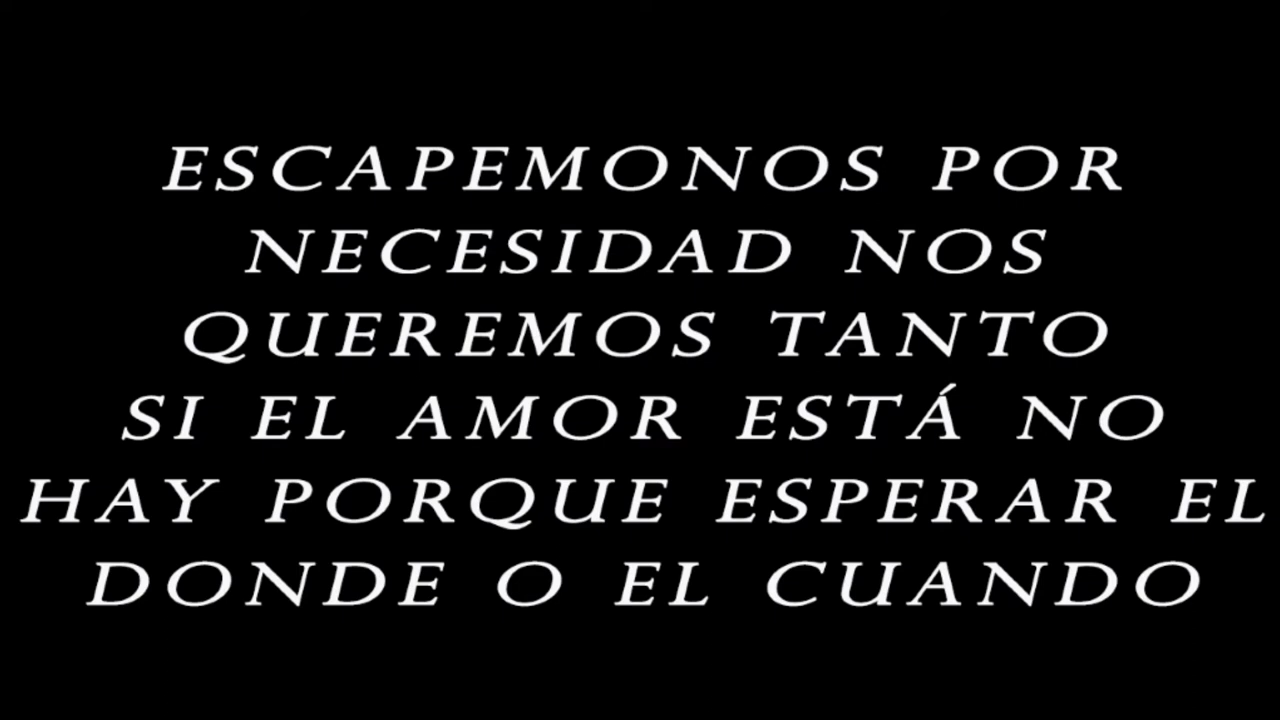 ESCAPEMONOS POR
NECESIDAD NOS
QUEREMOS TANTO
SI EL AMOR ESTÁ NO
HAY PORQUE ESPERAR EL
DONDE O EL CUANDO